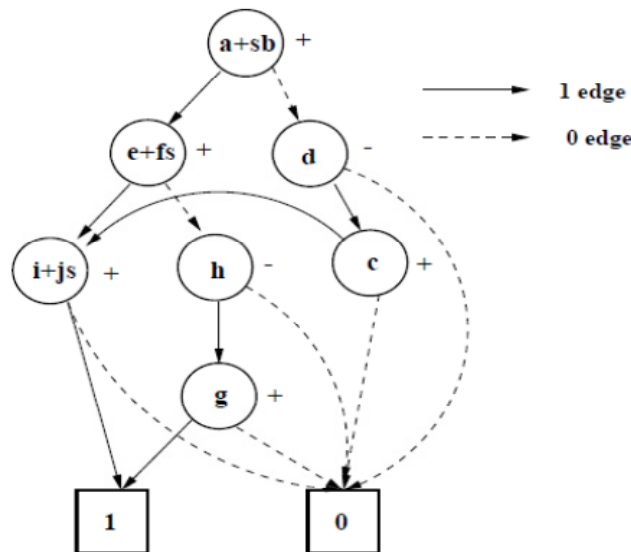 a+sb +
1 edge
e+fs + d - 0 edge
i+js + h - c +
g +
1 0